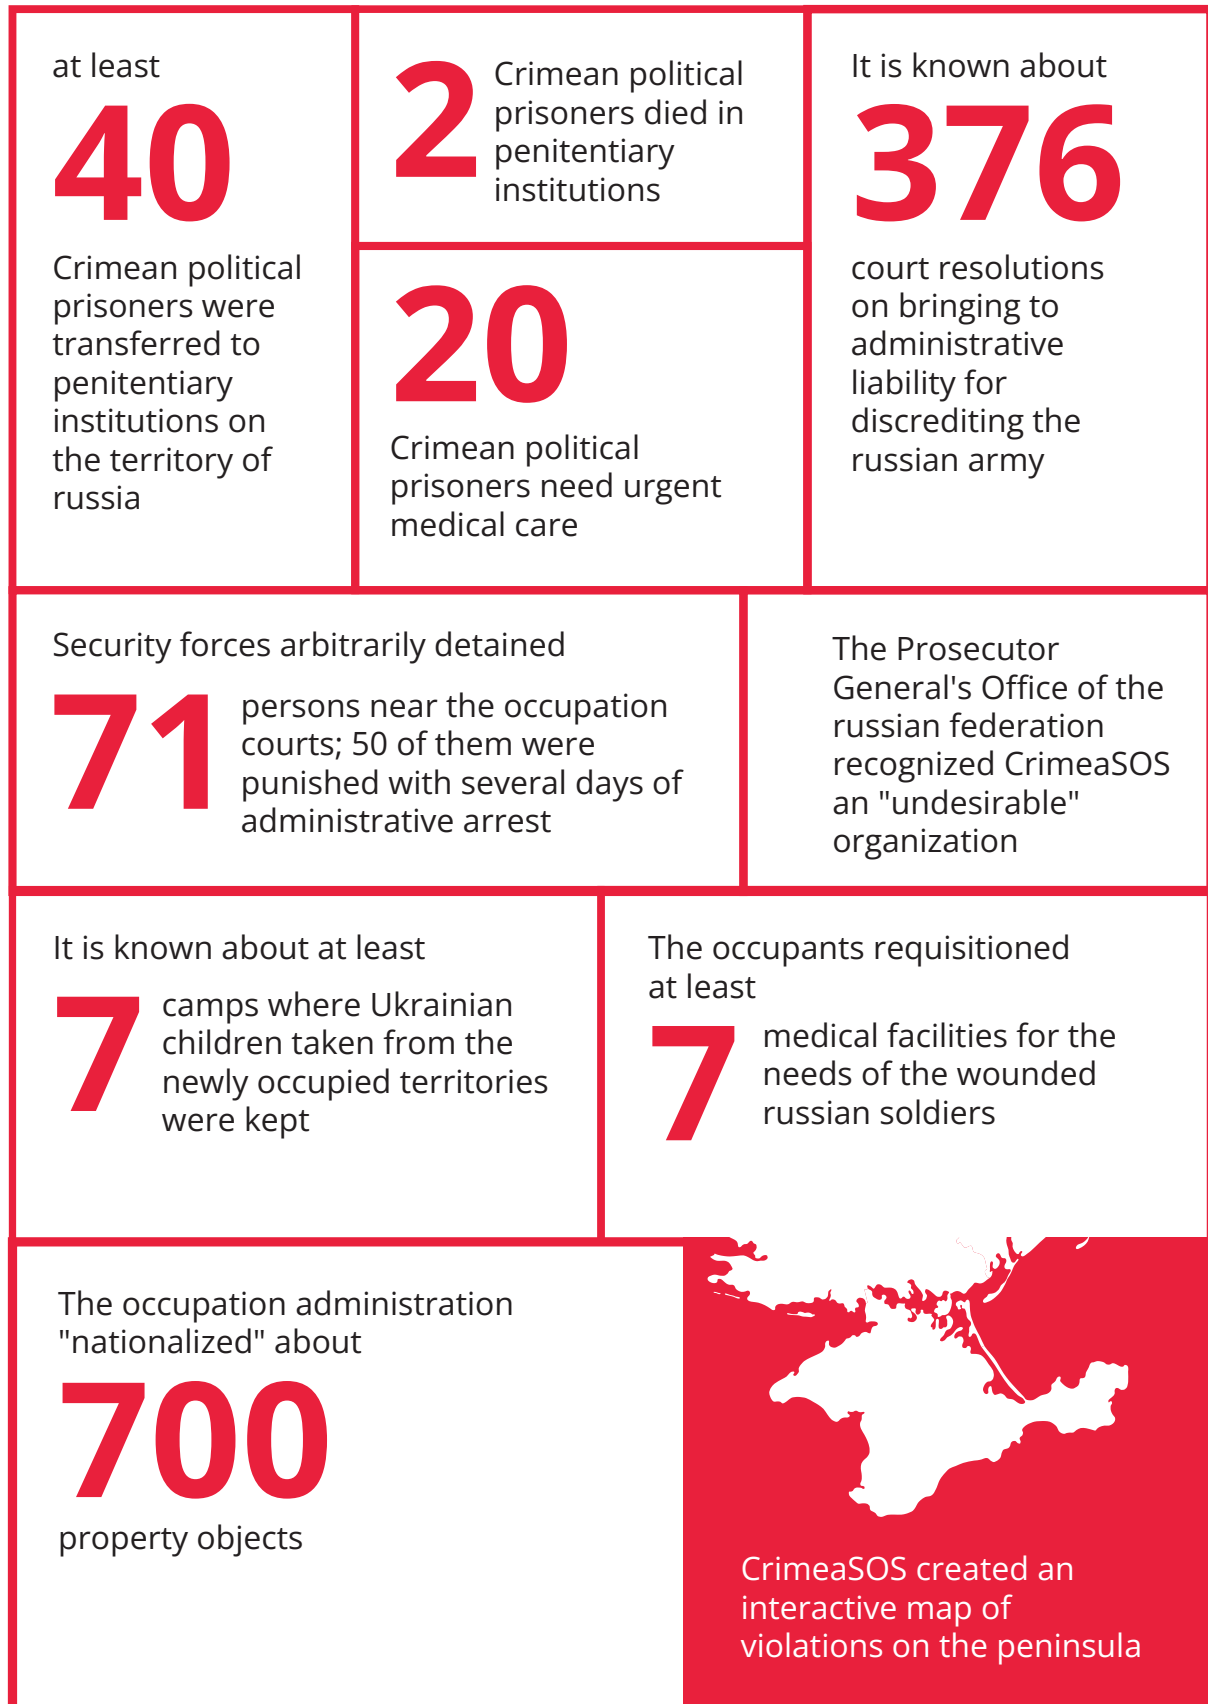 at least
40
Crimean political
prisoners were
transferred to
penitentiary
institutions on
the territory of
russia
2
Crimean political
prisoners died in
penitentiary
institutions
20
Crimean political
prisoners need urgent
medical care
It is known about
376
court resolutions
on bringing to
administrative
liability for
discrediting the
russian army
Security forces arbitrarily detained
71
persons near the occupation
courts; 50 of them were
punished with several days of
administrative arrest
The Prosecutor
General's Office of the
russian federation
recognized CrimeaSOS
an "undesirable"
organization
It is known about at least
7
camps where Ukrainian
children taken from the
newly occupied territories
were kept
The occupants requisitioned
at least
7
medical facilities for the
needs of the wounded
russian soldiers
The occupation administration
"nationalized" about
700
property objects
CrimeaSOS created an
interactive map of
violations on the peninsula